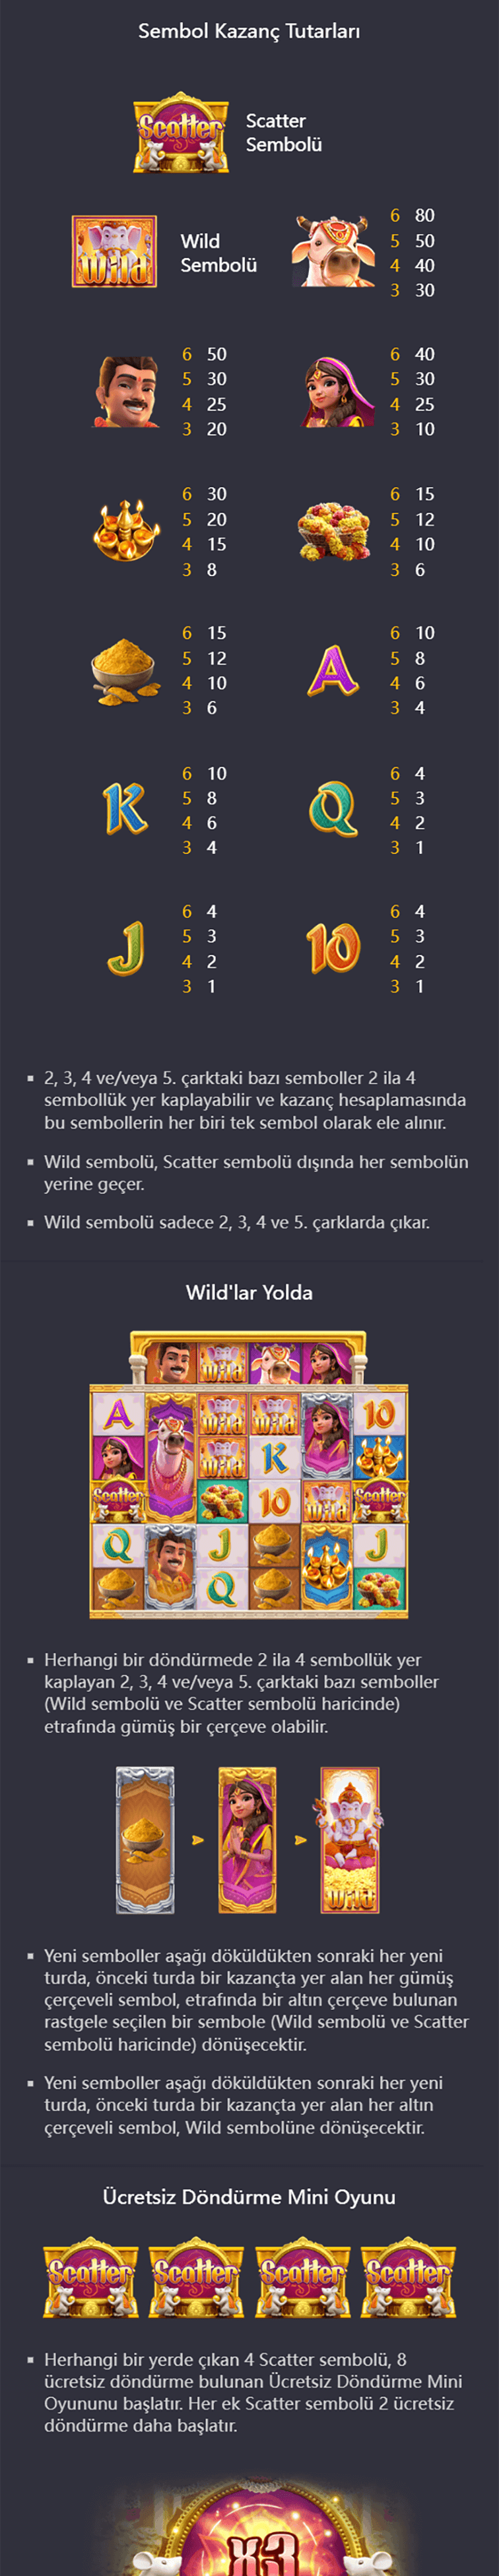 Sembol Kazanç Tutarları
Scatter
Scatter
Sembolü
Wild
Wild
Sembolü
6 80
5 50
4 40
3 30
6 50
5 30
4 25
3 20
6 40
5 30
4 25
3 10
6 30
5 20
4 15
3 8
6 15
5 12
4 10
3 6
6 15
5 12
4 10
3 6
A
6 10
5 8
4 6
3 4
K
6 10
5 8
4 6
3 4
Q
6 4
5 3
4 2
3 1
J
6 4
5 3
4 2
3 1
10
6 4
5 3
4 2
3 1
▪ 2, 3, 4 ve/veya 5. çarktaki bazı semboller 2 ila 4
sembollük yer kaplayabilir ve kazanç hesaplamasında
bu sembollerin her biri tek sembol olarak ele alınır.
▪ Wild sembolü, Scatter sembolü dışında her sembolün
yerine geçer.
▪ Wild sembolü sadece 2, 3, 4 ve 5. çarklarda çıkar.
Wild'lar Yolda
Wild
A Wild Wild 10
Wild K
Scatter 10 Wild Scatter
Q J J
Q
▪ Herhangi bir döndürmede 2 ila 4 sembollük yer
kaplayan 2, 3, 4 ve/veya 5. çarktaki bazı semboller
(Wild sembolü ve Scatter sembolü haricinde)
etrafında gümüş bir çerçeve olabilir.
Wild
▪ Yeni semboller aşağı döküldükten sonraki her yeni
turda, önceki turda bir kazançta yer alan her gümüş
çerçeveli sembol, etrafında bir altın çerçeve bulunan
rastgele seçilen bir sembole (Wild sembolü ve Scatter
sembolü haricinde) dönüşecektir.
▪ Yeni semboller aşağı döküldükten sonraki her yeni
turda, önceki turda bir kazançta yer alan her altın
çerçeveli sembol, Wild sembolüne dönüşecektir.
Ücretsiz Döndürme Mini Oyunu
Scatter Scatter Scatter Scatter
▪ Herhangi bir yerde çıkan 4 Scatter sembolü, 8
ücretsiz döndürme bulunan Ücretsiz Döndürme Mini
Oyununu başlatır. Her ek Scatter sembolü 2 ücretsiz
döndürme daha başlatır.
x3